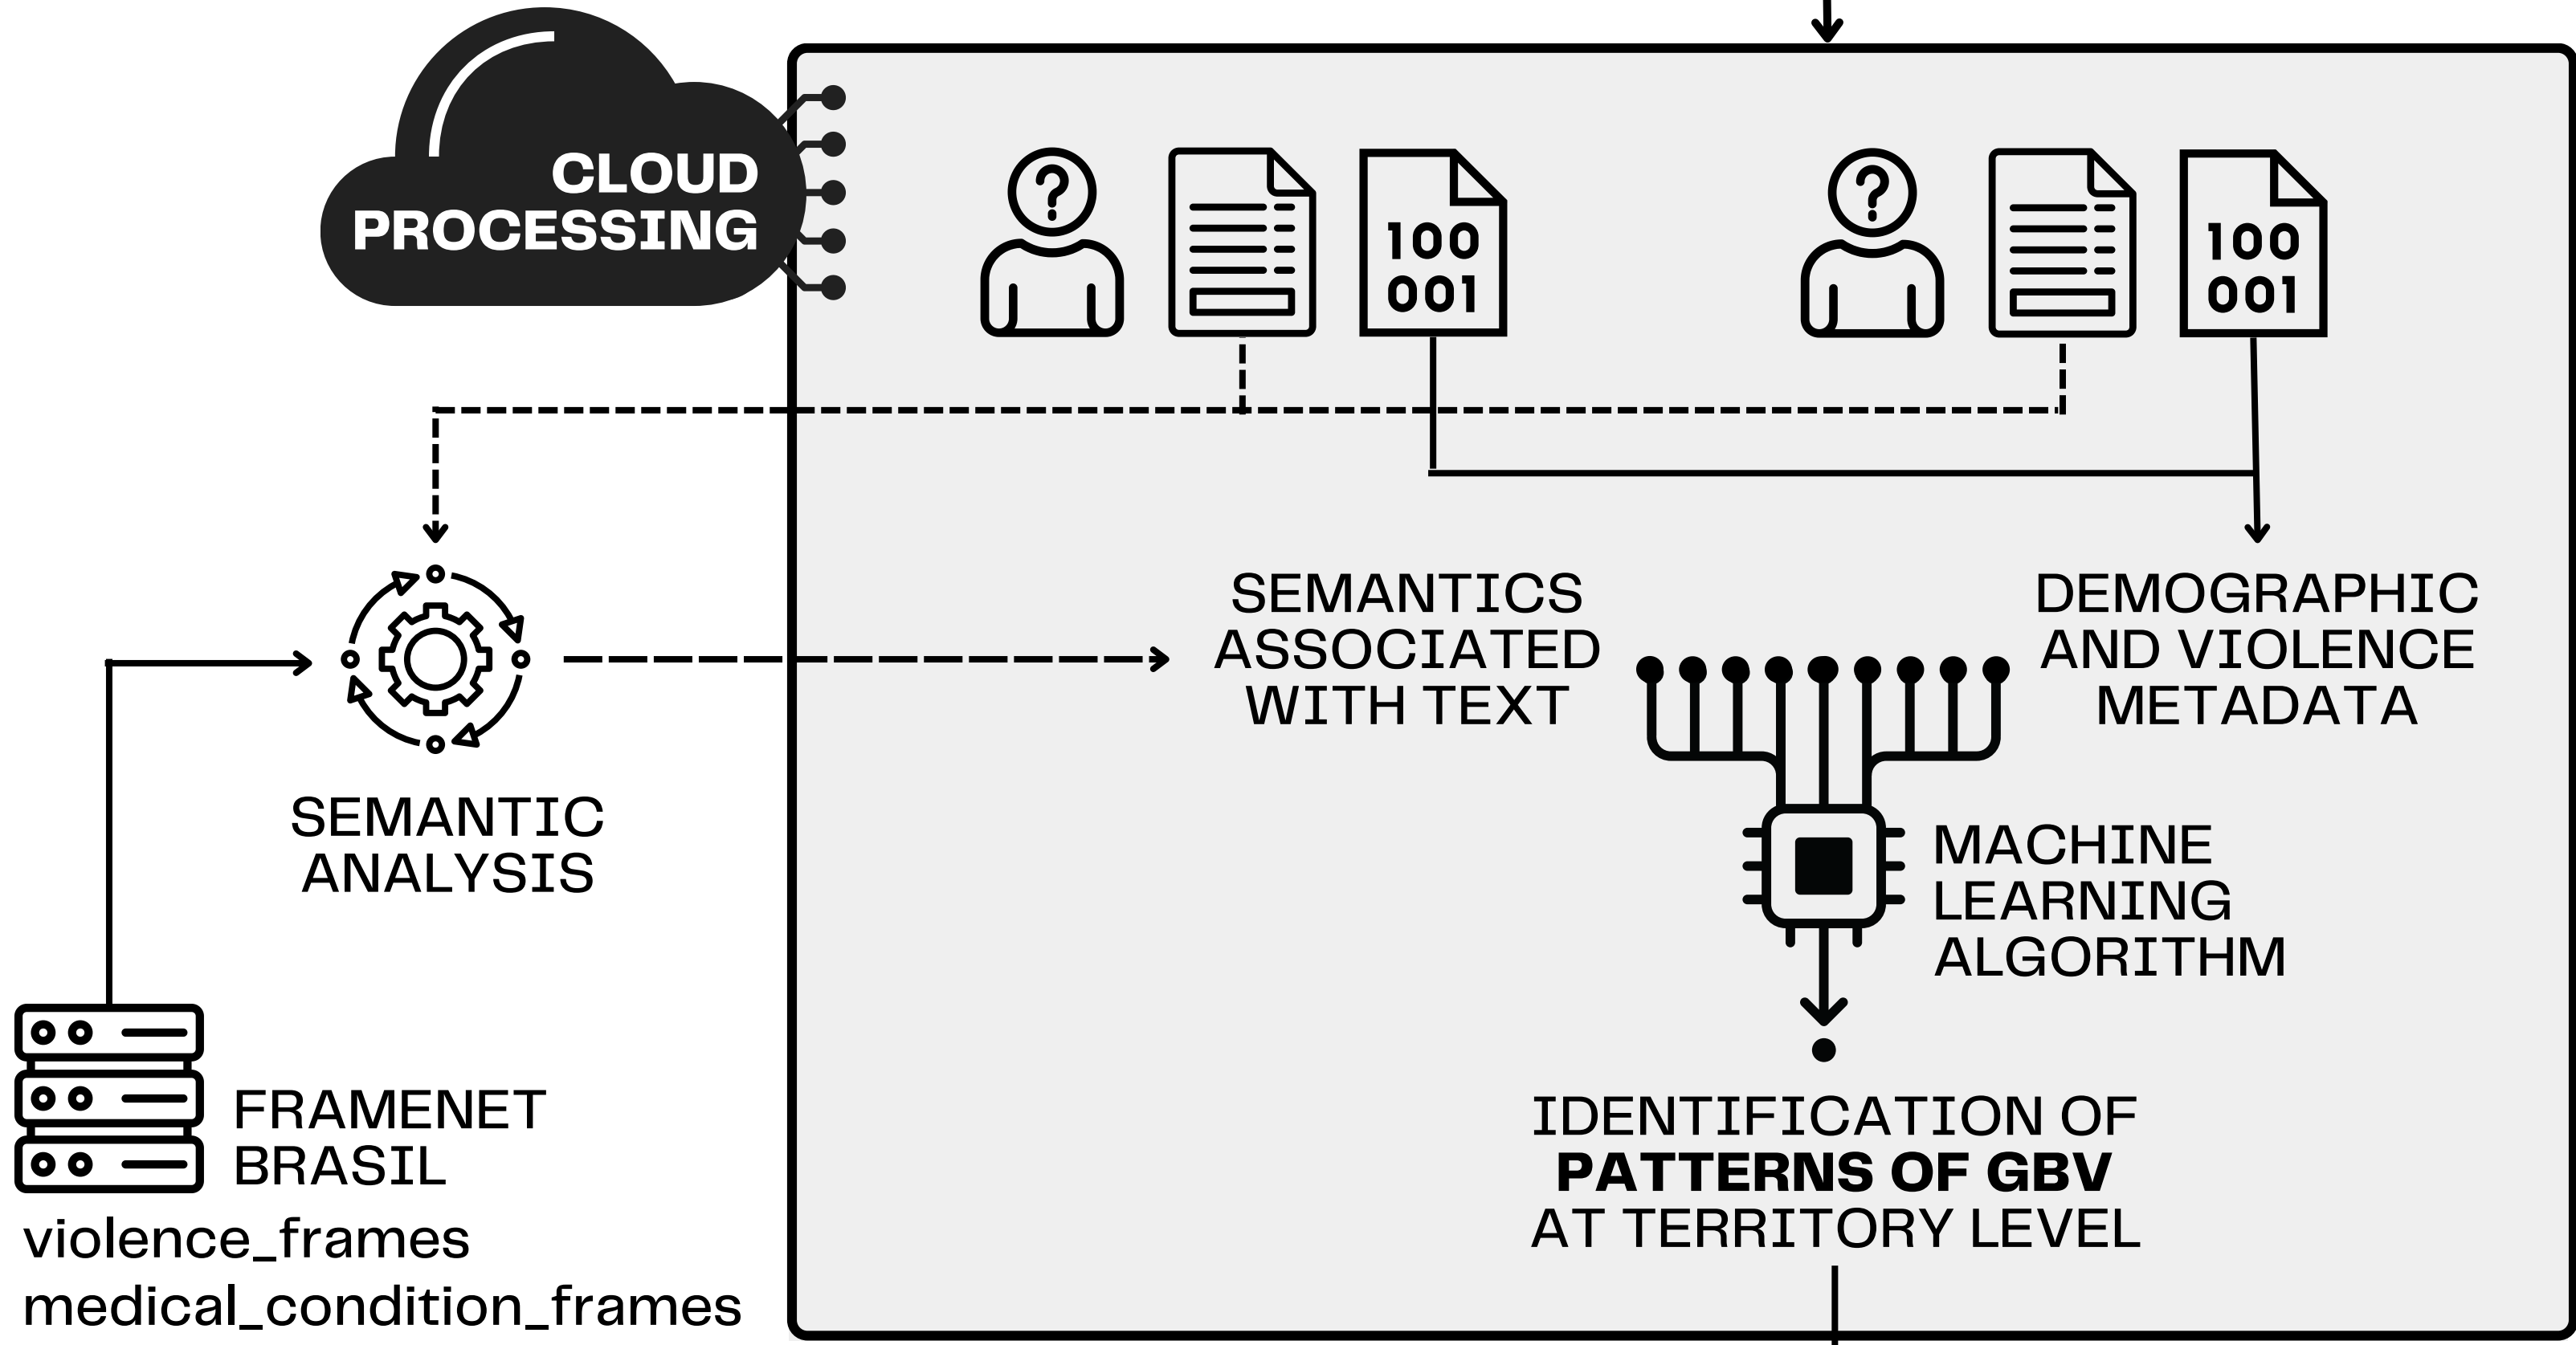 CLOUD
PROCESSING
?
100
001
?
100
001
SEMANTICS
ASSOCIATED
WITH TEXT
DEMOGRAPHIC
AND VIOLENCE
METADATA
SEMANTIC
ANALYSIS
MACHINE
LEARNING
ALGORITHM
FRAMENET
BRASIL
violence_frames
medical_condition_frames
IDENTIFICATION OF
PATTERNS OF GBV
AT TERRITORY LEVEL